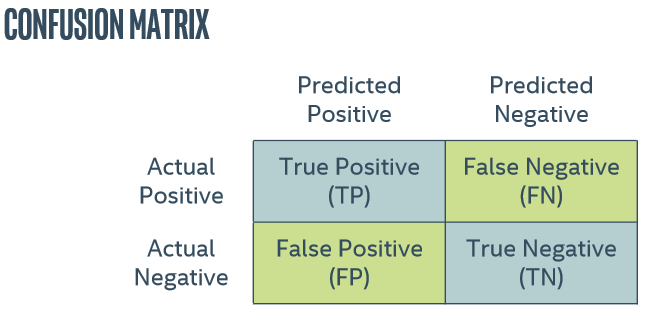 CONFUSION MATRIX
Predicted Positive
Predicted Negative
Actual Positive
True Positive (TP)
False Negative (FN)
Actual Negative
False Positive (FP)
True Negative (TN)